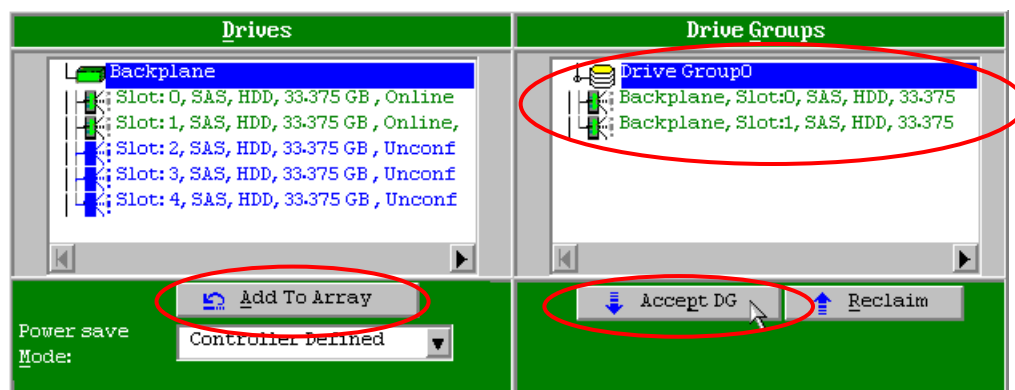 Drives
Drive Groups
Backplane
Slot: 0, SAS, HDD, 33.375 GB , Online
Slot: 1, SAS, HDD, 33.375 GB , Online,
Slot: 2, SAS, HDD, 33.375 GB , Unconf
Slot: 3, SAS, HDD, 33.375 GB , Unconf
Slot: 4, SAS, HDD, 33.375 GB , Unconf
Drive Group0
Backplane, Slot:0, SAS, HDD, 33.375
Backplane, Slot:1, SAS, HDD, 33.375
Add To Array
Power save
Mode:
Controller Defined
Accept DG
Reclaim